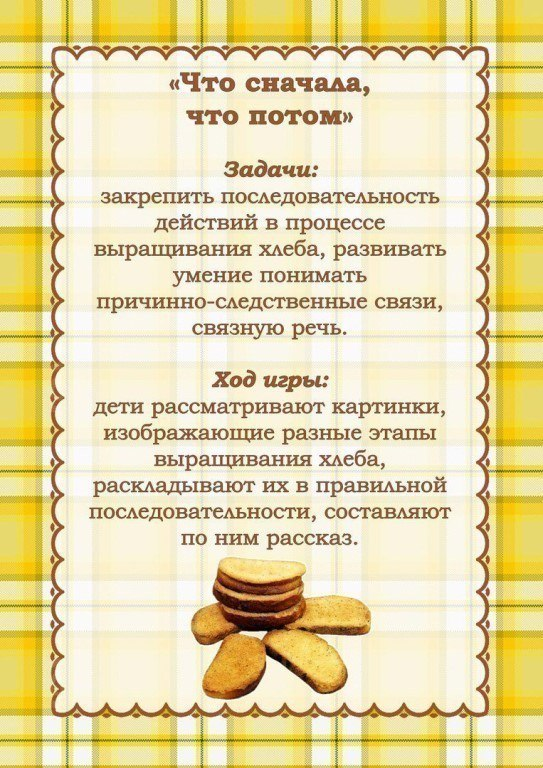 «Что сначала,
что потом»
Задачи:
закрепить последовательность
действий в процессе
выращивания хлеба, развивать
умение понимать
причинно-следственные связи,
связную речь.
Ход игры:
дети рассматривают картинки,
изображающие разные этапы
выращивания хлеба,
раскладывают их в правильной
последовательности, составляют
по ним рассказ.